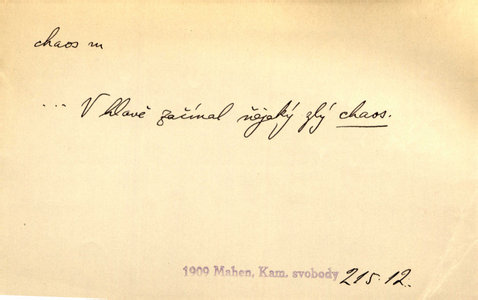 chaos m
... V hlavě začínal nějaký zlý chaos.
1909 Mahen, Kam. svobody 215.12.